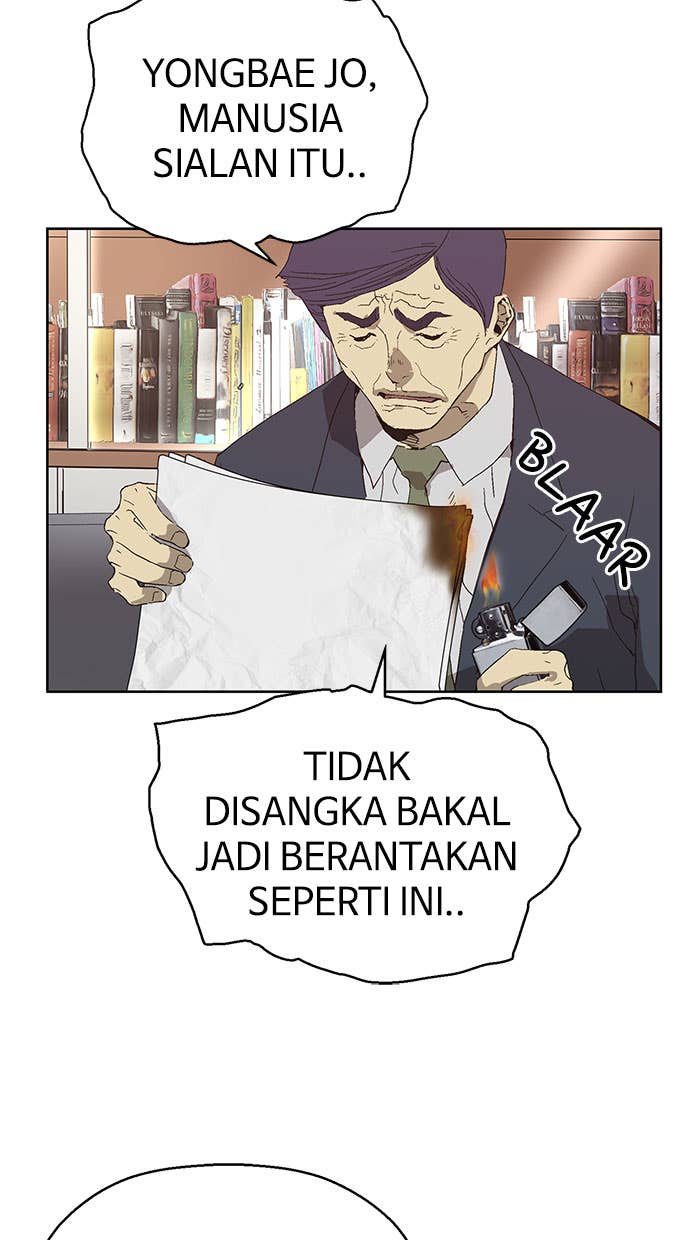 YONGBAE JO,
MANUSIA
SIALAN ITU..
BLAAR
TIDAK
DISANGKA BAKAL
JADI BERANTAKAN
SEPERTI INI..